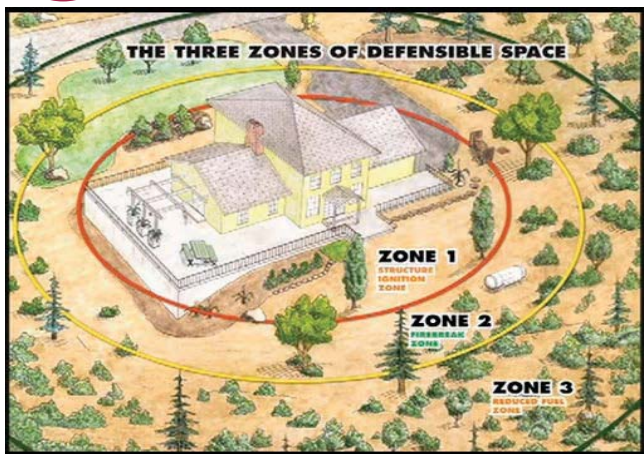 THE THREE ZONES OF DEFENSIBLE SPACE
ZONE 1
STRUCTURE
IGNITION
ZONE
ZONE 2
FIREBREAK
ZONE
ZONE 3
REDUCED FUEL
ZONE